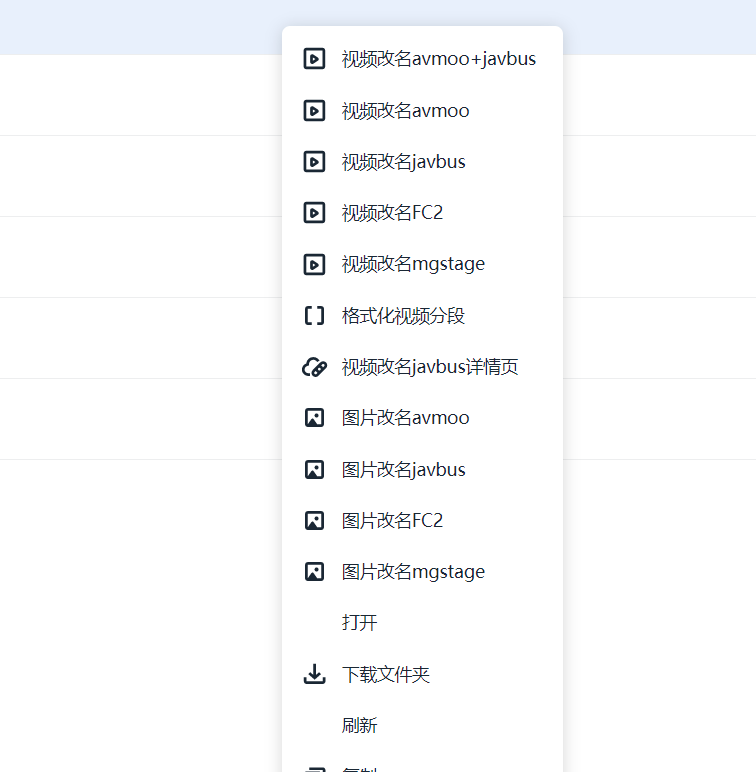 视频改名avmoo+javbus
视频改名avmoo
视频改名javbus
视频改名FC2
视频改名mgstage
格式化视频分段
视频改名javbus详情页
图片改名avmoo
图片改名javbus
图片改名FC2
图片改名mgstage
打开
下载文件夹
刷新